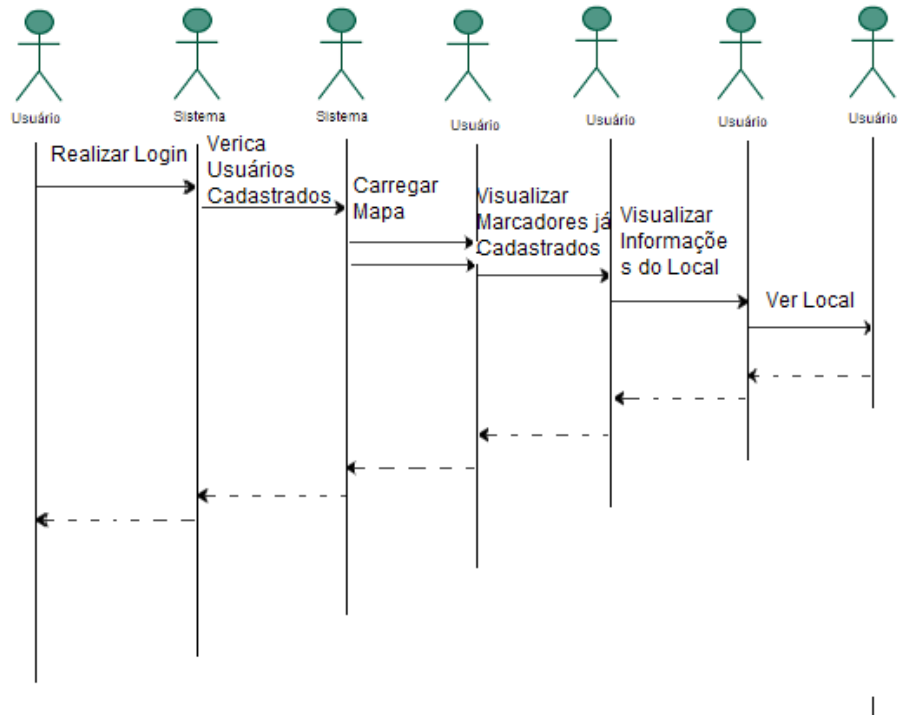 Usuário
Sistema
Sistema
Usuário
Usuário
Usuário
Usuário
Realizar Login
Verica
Usuários
Cadastrados
Carregar
Mapa
Visualizar
Marcadores já
Cadastrados
Visualizar
Informaçõe
s do Local
Ver Local